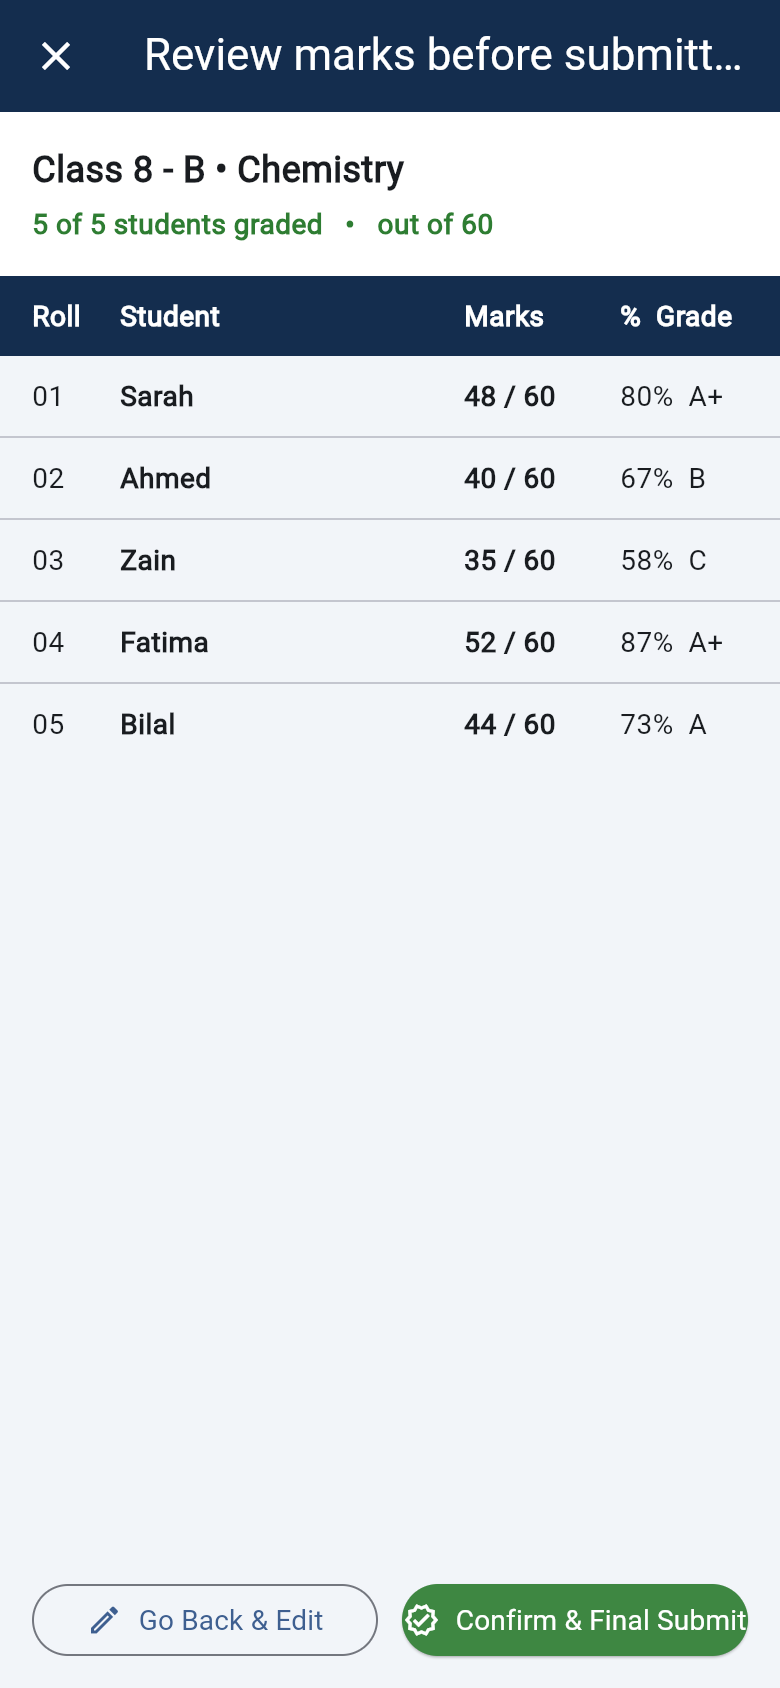 Review marks before submitt...
Class 8 - B • Chemistry
5 of 5 students graded • out of 60
Roll Student Marks % Grade
01 Sarah 48 / 60 80% A+
02 Ahmed 40 / 60 67% B
03 Zain 35 / 60 58% C
04 Fatima 52 / 60 87% A+
05 Bilal 44 / 60 73% A
Go Back & Edit Confirm & Final Submit